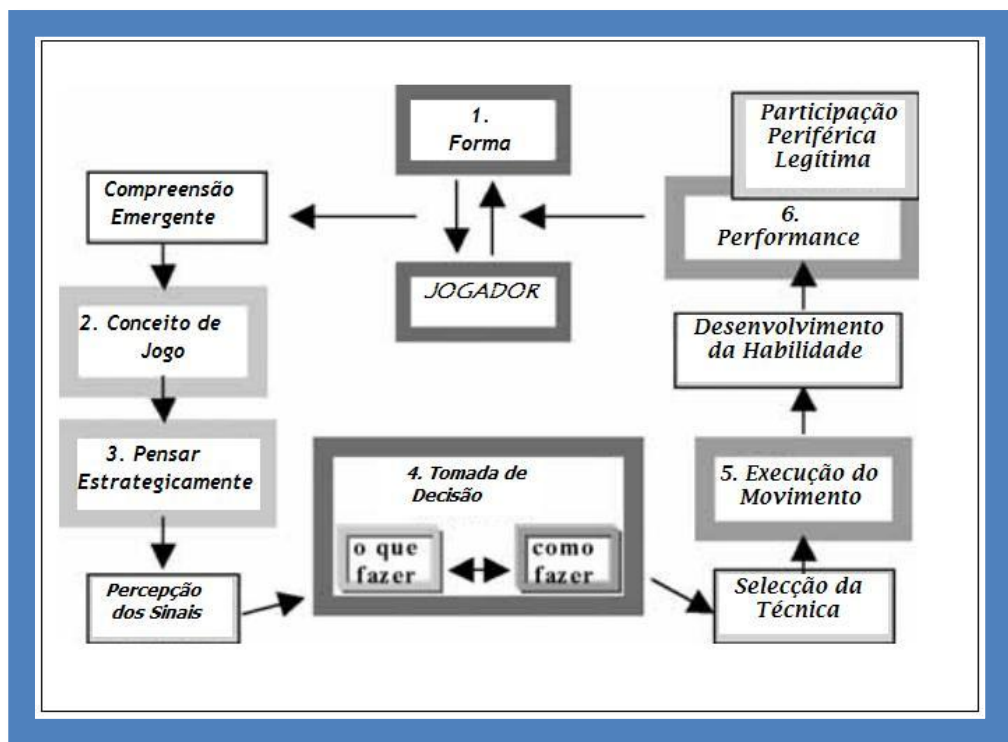 1.
Forma
JOGADOR
Compreensão
Emergente
2. Conceito de
Jogo
3. Pensar
Estrategicamente
Percepção
dos Sinais
4. Tomada de
Decisão
o que
fazer
como
fazer
Selecção da
Técnica
5. Execução do
Movimento
Desenvolvimento
da Habilidade
6.
Performance
Participação
Periférica
Legítima